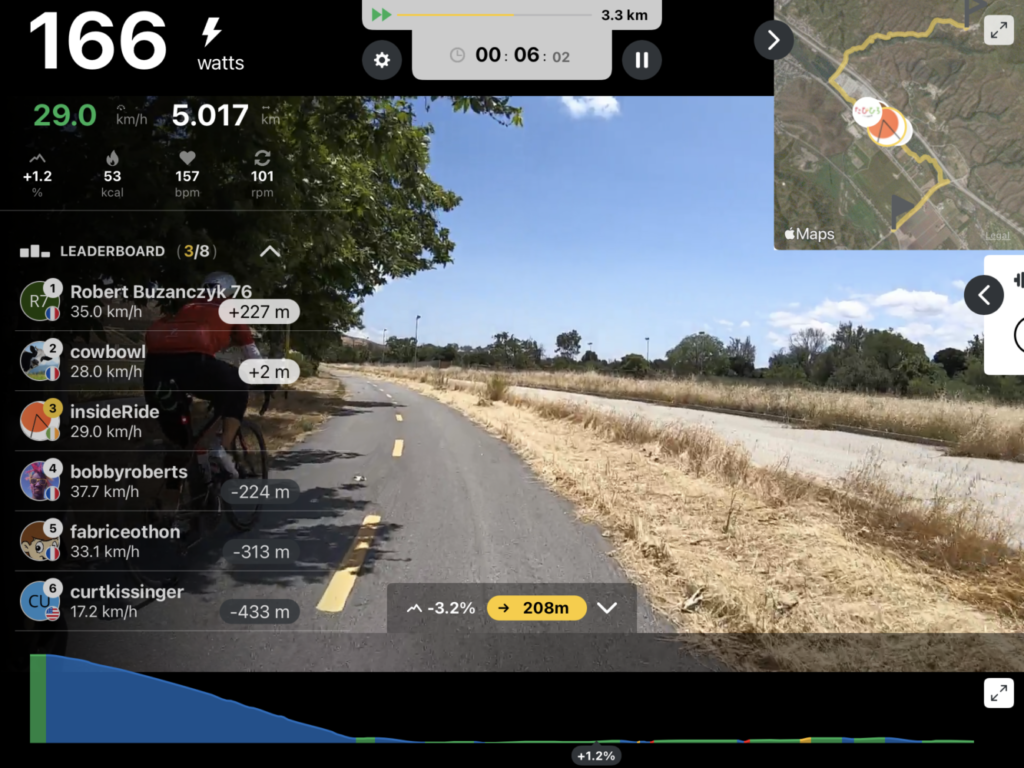 166 watts
3.3 km
00: 06: 02
29.0 km/h 5.017 km
+1.2 53 157 101
% kcal bpm rpm
LEADERBOARD (3/8)
R7 1 Robert Buzanczyk 76
35.0 km/h +227 m
2 cowbowl
28.0 km/h +2 m
3 insideRide
29.0 km/h
4 bobbyroberts
37.7 km/h -224 m
5 fabriceothon
33.1 km/h -313 m
CU 6 curtkissinger
17.2 km/h -433 m
Maps Legal
-3.2% → 208m
+1.2%